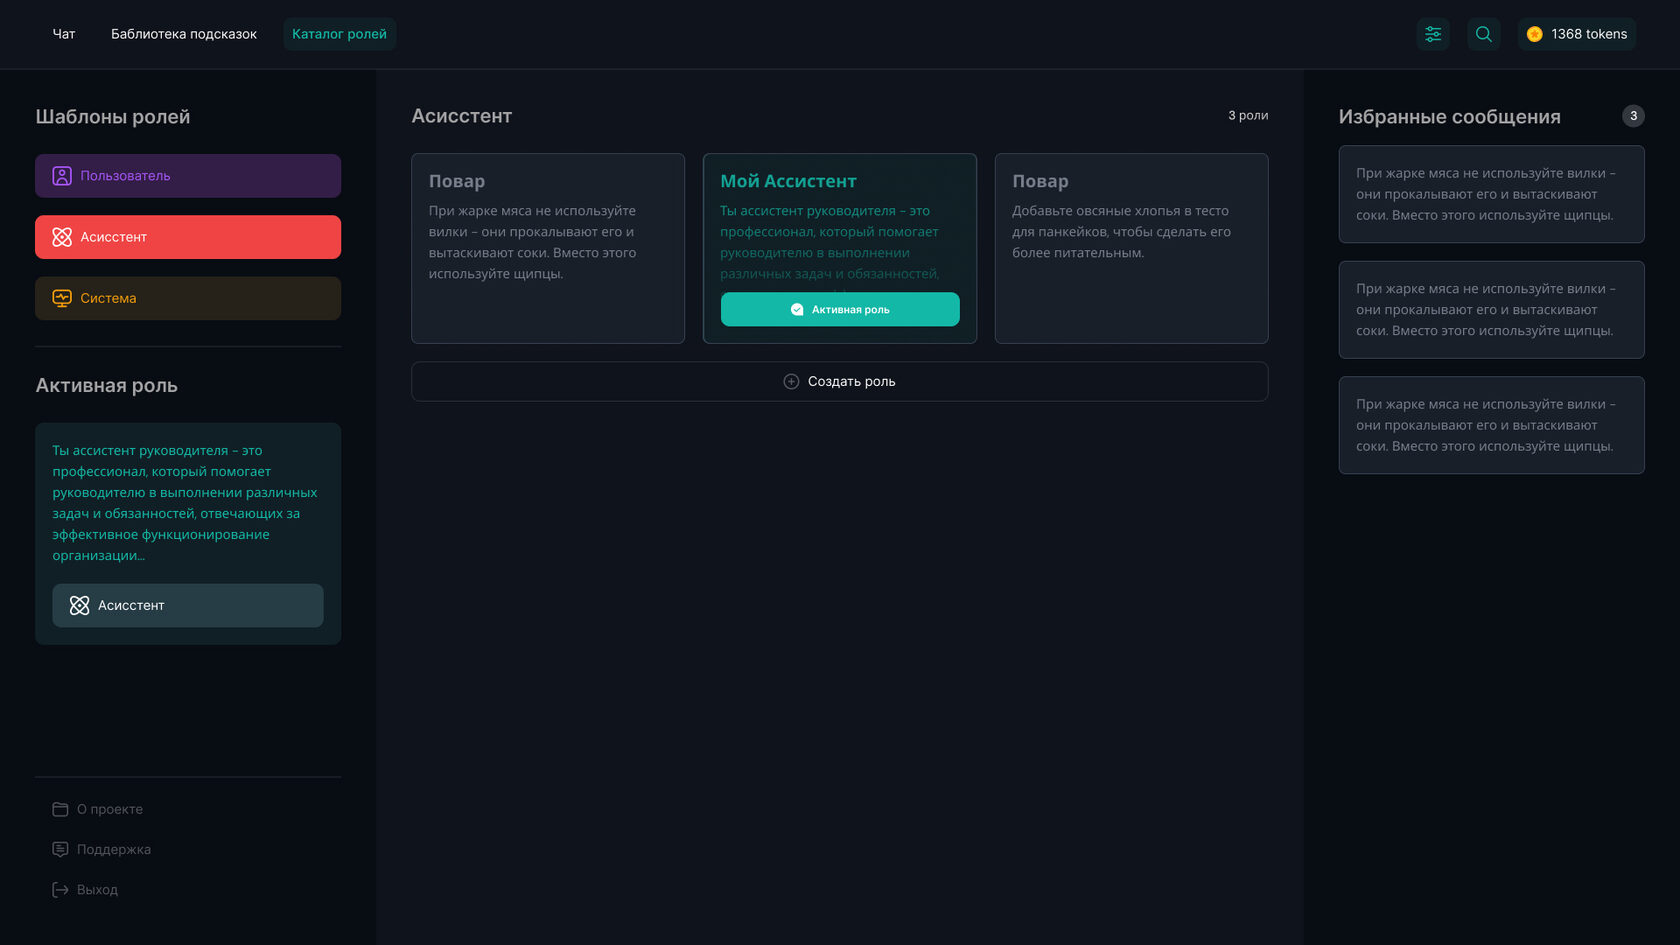 Чат
Библиотека подсказок
Каталог ролей
1368 tokens
Шаблоны ролей
Пользователь
Асисстент
Система
Активная роль
Ты ассистент руководителя – это
профессионал, который помогает
руководителю в выполнении различных
задач и обязанностей, отвечающих за
эффективное функционирование
организации...
Асисстент
О проекте
Поддержка
Выход
Асисстент
3 роли
Повар
При жарке мяса не используйте
вилки – они прокалывают его и
вытаскивают соки. Вместо этого
используйте щипцы.
Мой Ассистент
Ты ассистент руководителя – это
профессионал, который помогает
руководителю в выполнении
различных задач и обязанностей,
Активная роль
Повар
Добавьте овсяные хлопья в тесто
для панкейков, чтобы сделать его
более питательным.
Создать роль
Избранные сообщения
3
При жарке мяса не используйте вилки –
они прокалывают его и вытаскивают
соки. Вместо этого используйте щипцы.
При жарке мяса не используйте вилки –
они прокалывают его и вытаскивают
соки. Вместо этого используйте щипцы.
При жарке мяса не используйте вилки –
они прокалывают его и вытаскивают
соки. Вместо этого используйте щипцы.